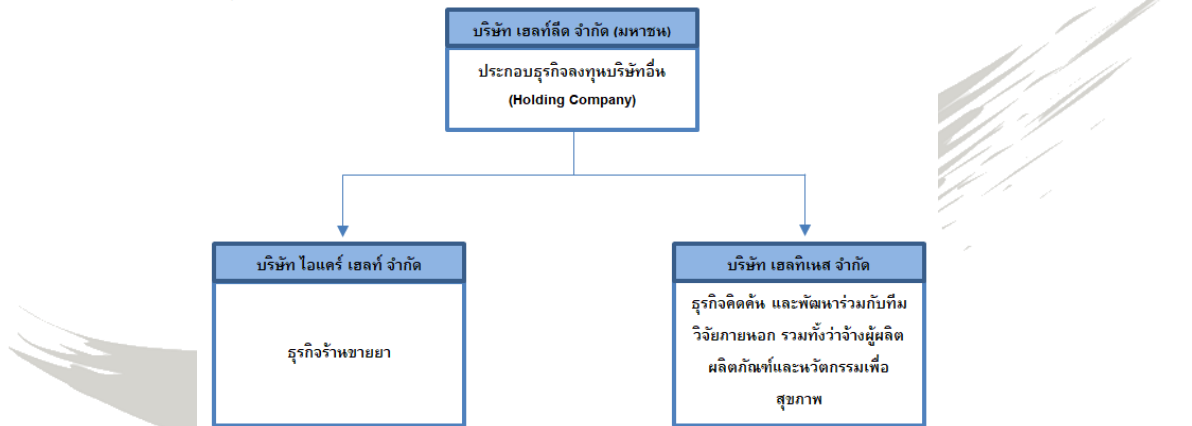 บริษัท เฮลท์ลีด จำกัด (มหาชน)
ประกอบธุรกิจลงทุนบริษัทอื่น
(Holding Company)
บริษัท ไอแคร์ เฮลท์ จำกัด
ธุรกิจร้านขายยา
บริษัท เฮลทิเนส จำกัด
ธุรกิจคิดค้น และพัฒนาร่วมกับทีม
วิจัยภายนอก รวมทั้งว่าจ้างผู้ผลิต
ผลิตภัณฑ์และนวัตกรรมเพื่อ
สุขภาพ